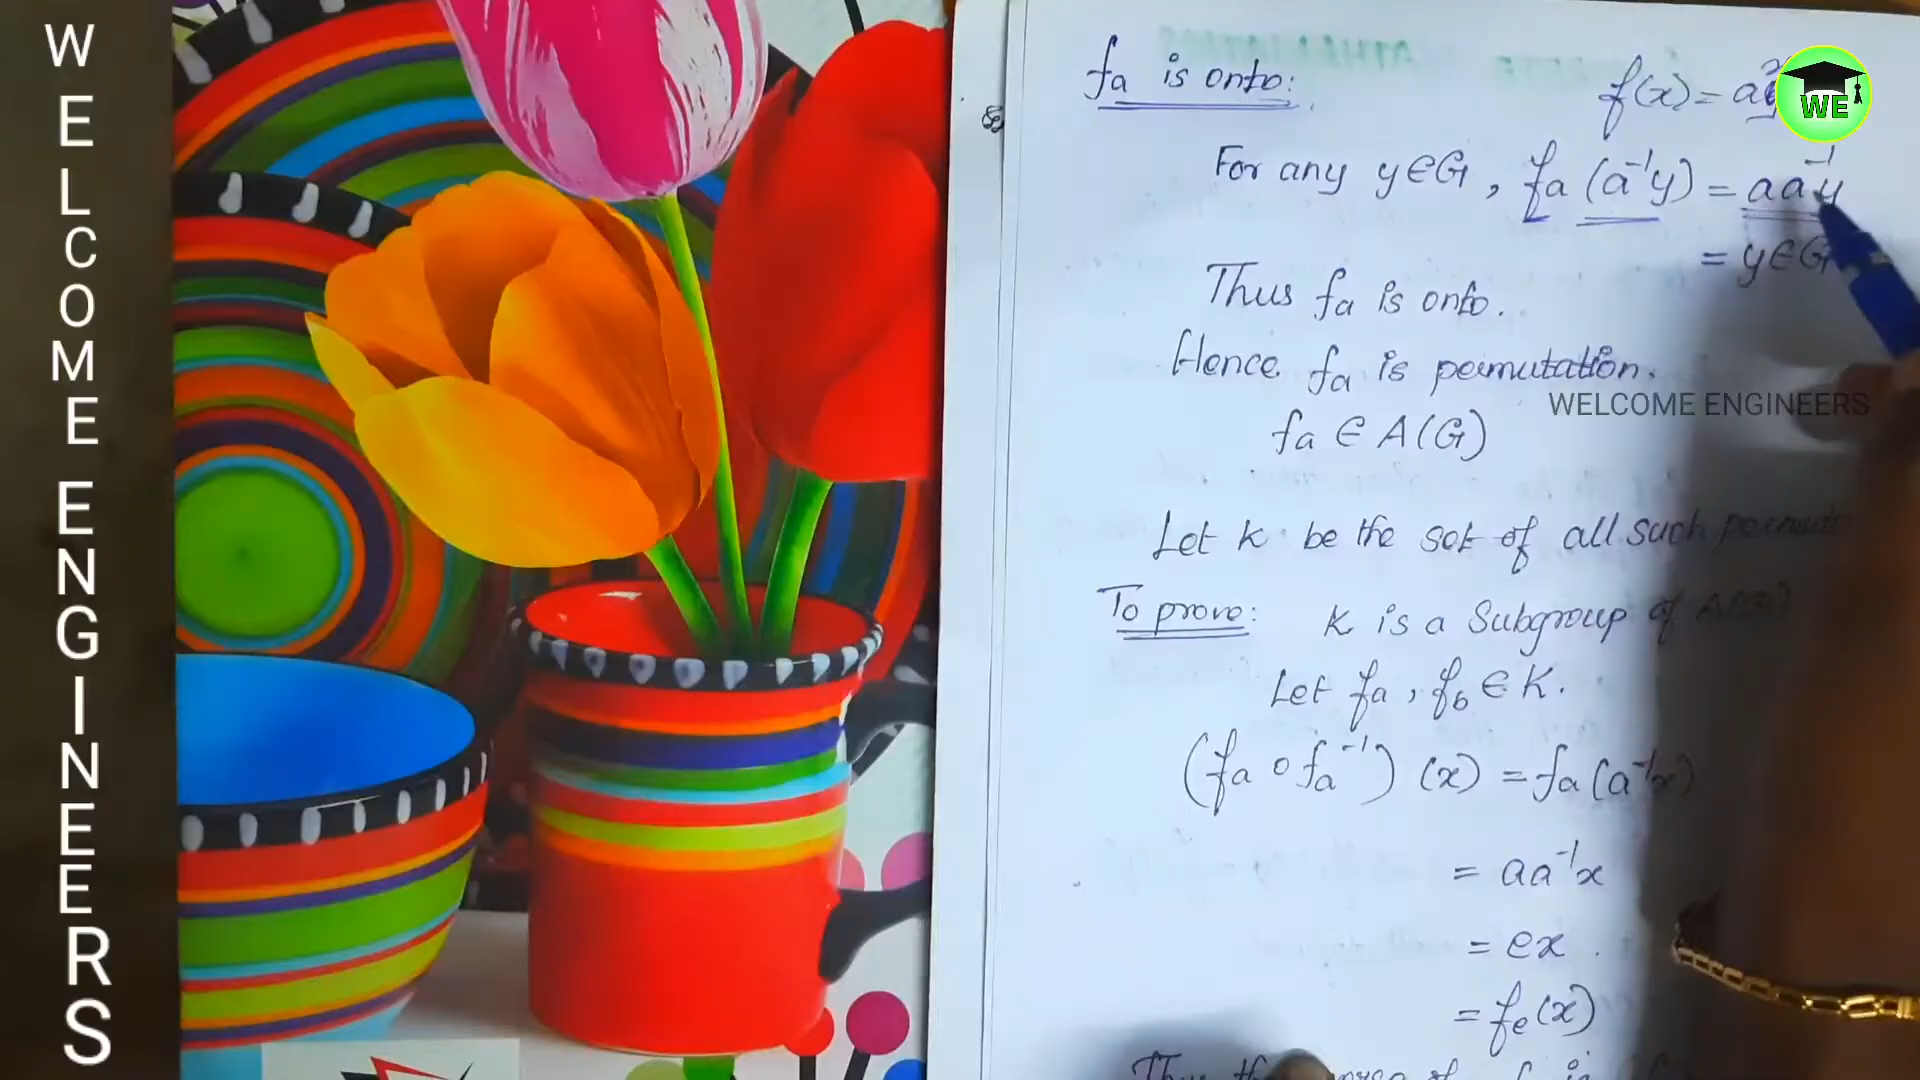 WELCOME ENGINEERS
fa is onto:
f(x) = a
WE
For any y∈G, fa (a⁻¹y) = aa⁻¹y
= y∈G
Thus fa is onto.
Hence fa is permutation.
WELCOME ENGINEERS
fa ∈ A(G)
Let K be the set of all such
To prove: K is a Subgroup of A(G)
Let fa, fb ∈ K.
(fa o fa⁻¹) (x) = fa(a⁻¹x)
= aa⁻¹x
= ex.
= fe(x)
Thus